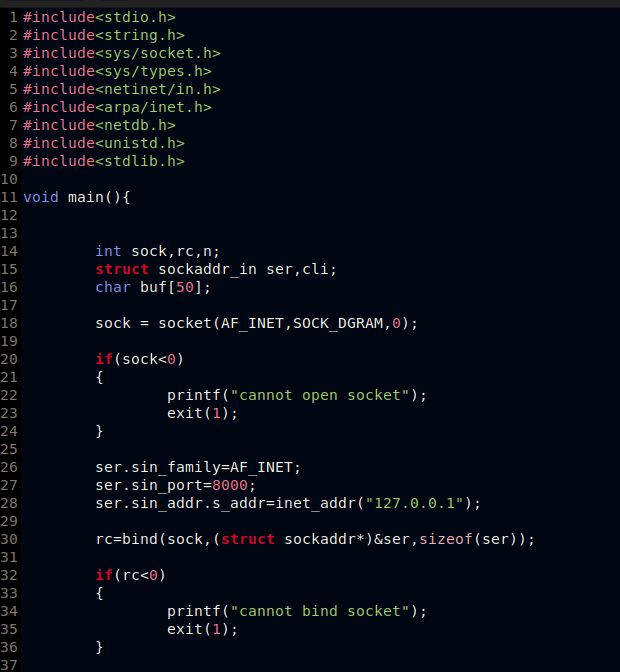 1 #include<stdio.h>
2 #include<string.h>
3 #include<sys/socket.h>
4 #include<sys/types.h>
5 #include<netinet/in.h>
6 #include<arpa/inet.h>
7 #include<netdb.h>
8 #include<unistd.h>
9 #include<stdlib.h>
10
11 void main(){
12
13
14         int sock,rc,n;
15         struct sockaddr_in ser,cli;
16         char buf[50];
17
18         sock = socket(AF_INET,SOCK_DGRAM,0);
19
20         if(sock<0)
21         {
22                 printf("cannot open socket");
23                 exit(1);
24         }
25
26         ser.sin_family=AF_INET;
27         ser.sin_port=8000;
28         ser.sin_addr.s_addr=inet_addr("127.0.0.1");
29
30         rc=bind(sock,(struct sockaddr*)&ser,sizeof(ser));
31
32         if(rc<0)
33         {
34                 printf("cannot bind socket");
35                 exit(1);
36         }
37